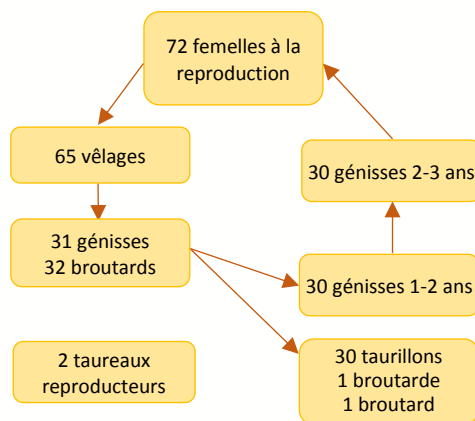 72 femelles à la
reproduction
65 vêlages
31 génisses
32 broutards
2 taureaux
reproducteurs
30 génisses 2-3 ans
30 génisses 1-2 ans
30 taurillons
1 broutarde
1 broutard